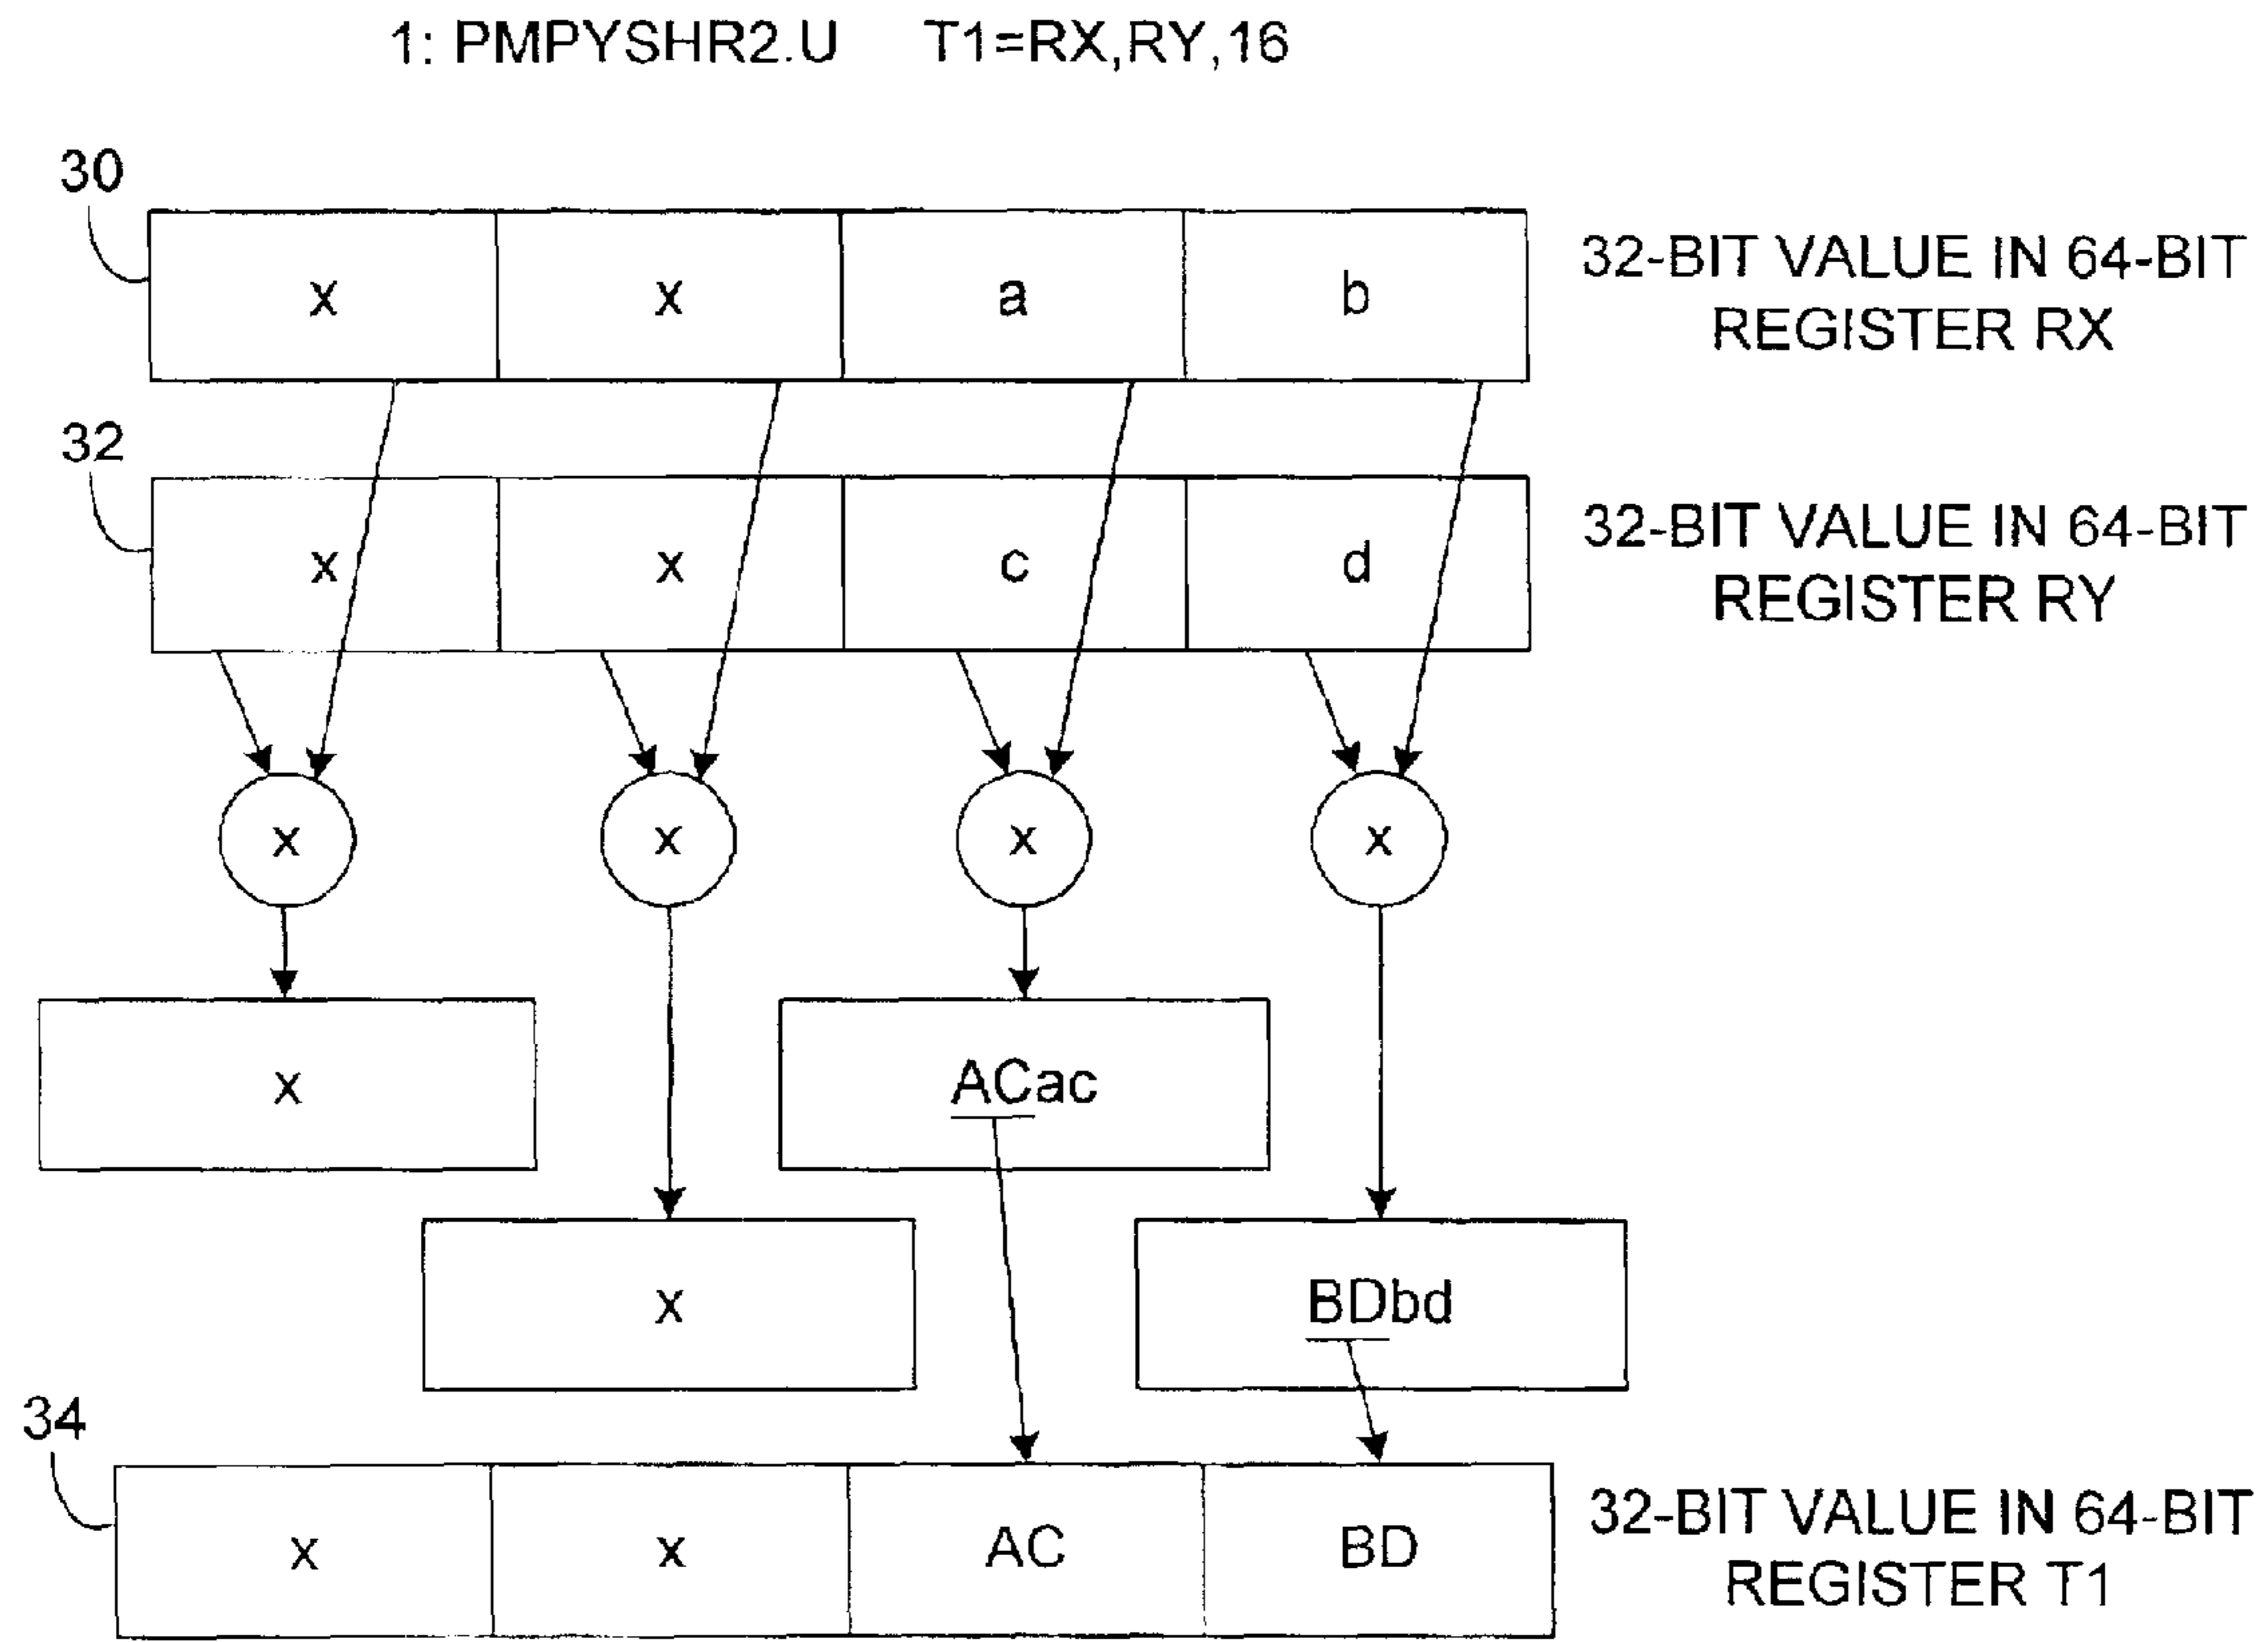 1: PMPYSHR2.U T1=RX,RY,16
30
x x a b
32-BIT VALUE IN 64-BIT
REGISTER RX
32
x x c d
32-BIT VALUE IN 64-BIT
REGISTER RY
x x x x
x
ACac
x
BDbd
34
x x AC BD
32-BIT VALUE IN 64-BIT
REGISTER T1